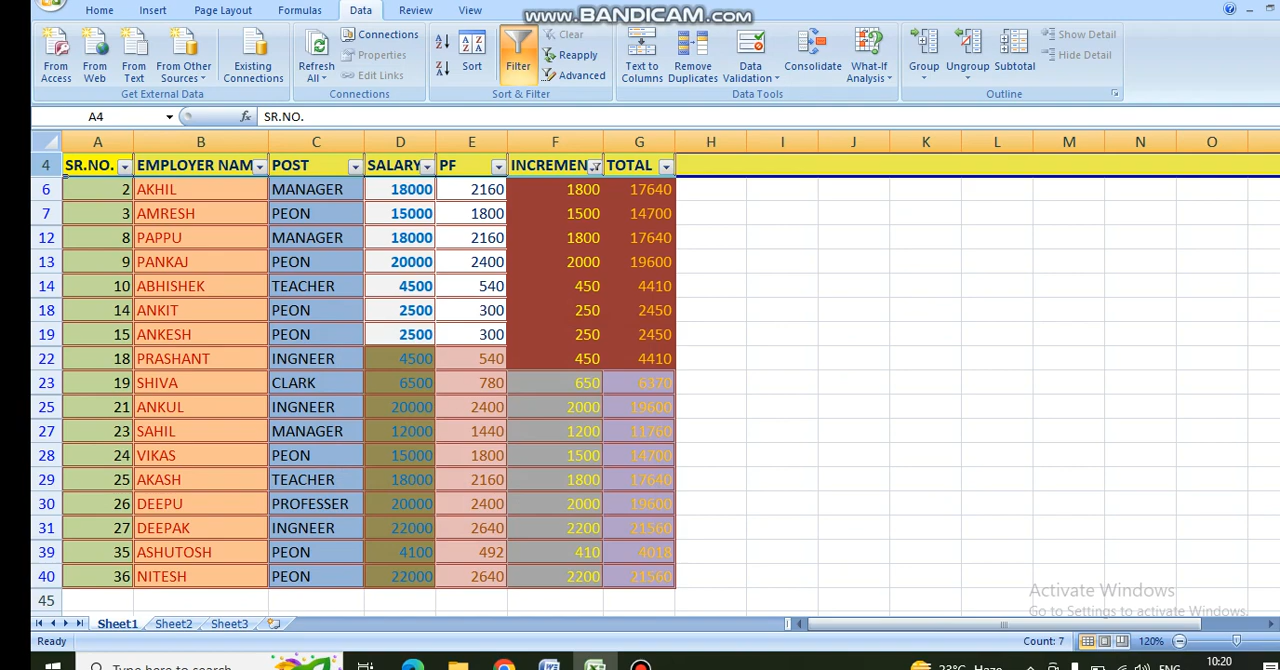 Home Insert Page Layout Formulas Data Review View
www.BANDICAM.com
From Access From Web From Text From Other Sources Existing Connections
Get External Data
Refresh All Connections Properties Edit Links
Connections
Sort Filter Clear Reapply Advanced
Sort & Filter
Text to Columns Remove Duplicates Data Validation Consolidate What-If Analysis
Data Tools
Group Ungroup Subtotal Show Detail Hide Detail
Outline
A4 fx SR.NO.
A B C D E F G H I J K L M N O
4 SR.NO. EMPLOYER NAM POST SALARY PF INCREMEN TOTAL
6 2 AKHIL MANAGER 18000 2160 1800 17640
7 3 AMRESH PEON 15000 1800 1500 14700
12 8 PAPPU MANAGER 18000 2160 1800 17640
13 9 PANKAJ PEON 20000 2400 2000 19600
14 10 ABHISHEK TEACHER 4500 540 450 4410
18 14 ANKIT PEON 2500 300 250 2450
19 15 ANKESH PEON 2500 300 250 2450
22 18 PRASHANT INGNEER 4500 540 450 4410
23 19 SHIVA CLARK 6500 780 650 6370
25 21 ANKUL INGNEER 20000 2400 2000 19600
27 23 SAHIL MANAGER 12000 1440 1200 11760
28 24 VIKAS PEON 15000 1800 1500 14700
29 25 AKASH TEACHER 18000 2160 1800 17640
30 26 DEEPU PROFESSER 20000 2400 2000 19600
31 27 DEEPAK INGNEER 22000 2640 2200 21560
39 35 ASHUTOSH PEON 4100 492 410 4018
40 36 NITESH PEON 22000 2640 2200 21560
45
Activate Windows
Go to Settings to activate Windows.
Sheet1 Sheet2 Sheet3
Ready Count: 7 120%
Type here to search 23°C Haze ENG 10:20